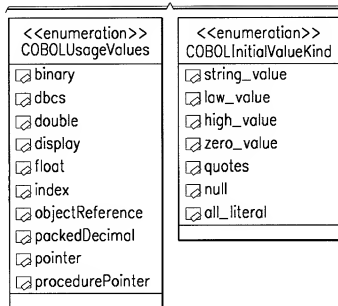 <<enumeration>>
COBOLUsageValues
binary
dbcs
double
display
float
index
objectReference
packedDecimal
pointer
procedurePointer
<<enumeration>>
COBOLInitialValueKind
string_value
law_value
high_value
zero_value
quotes
null
all_literal